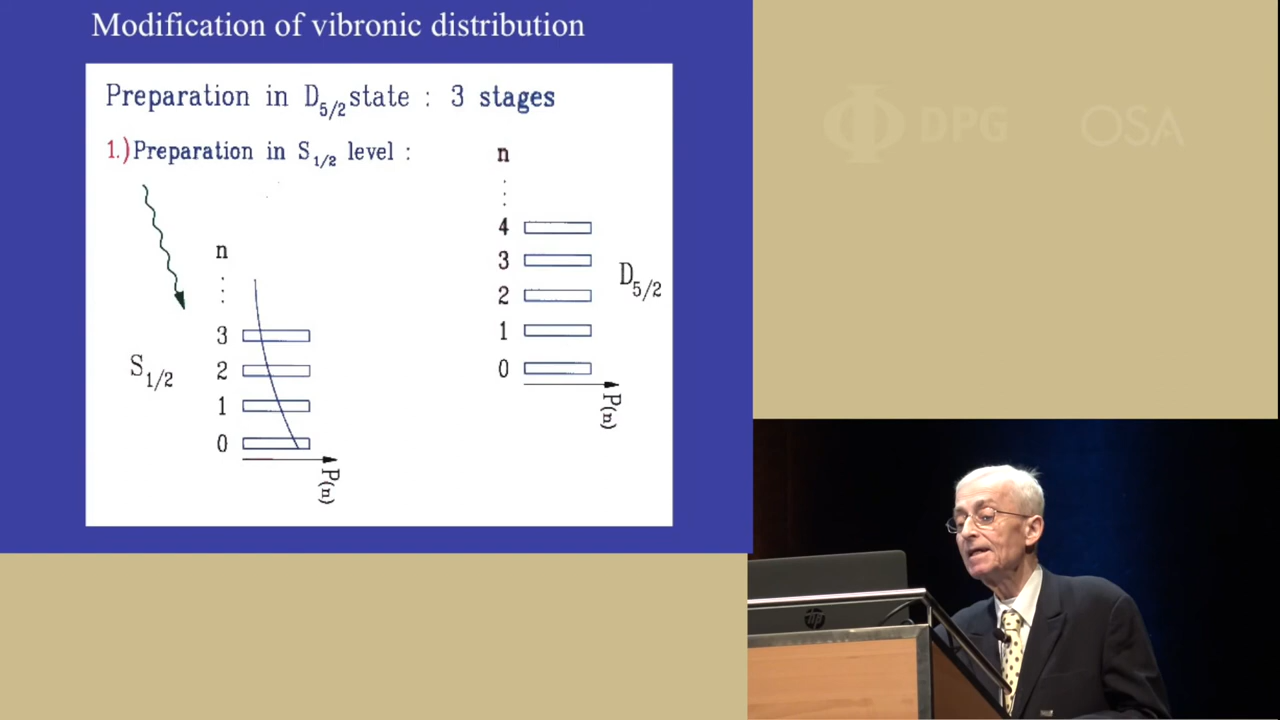 Modification of vibronic distribution
Preparation in D5/2 state : 3 stages
1.) Preparation in S1/2 level :
n
3
2
1
0
S1/2
P(n)
n
4
3
2
1
0
D5/2
P(n)
DPG
OSA
hp